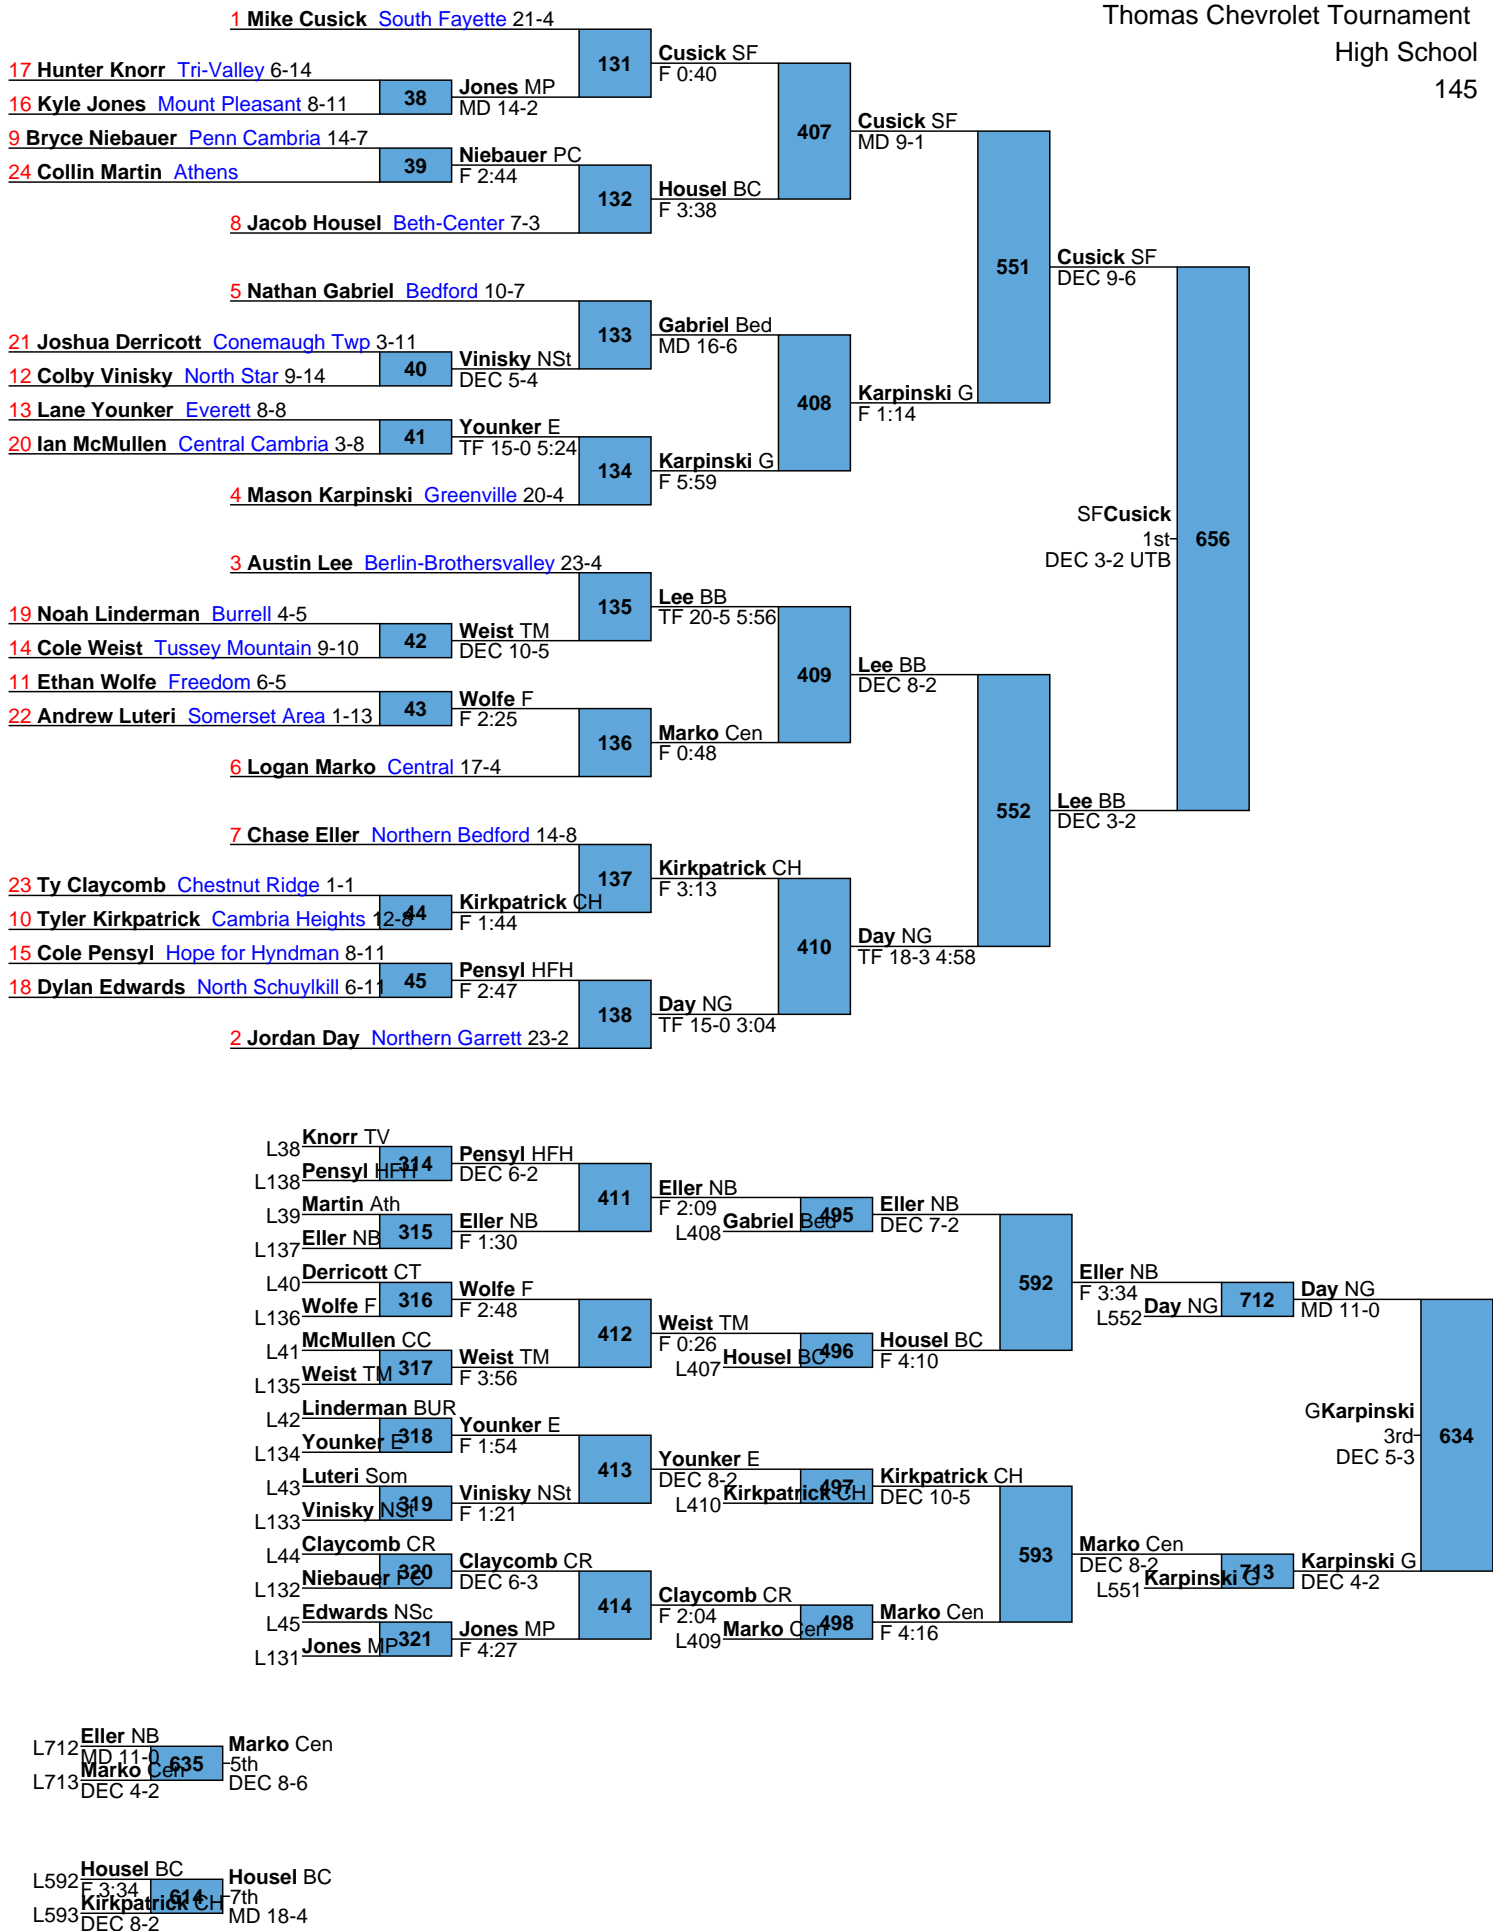 Thomas Chevrolet Tournament
High School
145
1 Mike Cusick South Fayette 21-4
17 Hunter Knorr Tri-Valley 6-14
16 Kyle Jones Mount Pleasant 8-11
9 Bryce Niebauer Penn Cambria 14-7
24 Collin Martin Athens
8 Jacob Housel Beth-Center 7-3
5 Nathan Gabriel Bedford 10-7
21 Joshua Derricott Conemaugh Twp 3-11
12 Colby Vinisky North Star 9-14
13 Lane Younker Everett 8-8
20 Ian McMullen Central Cambria 3-8
4 Mason Karpinski Greenville 20-4
3 Austin Lee Berlin-Brothersvalley 23-4
19 Noah Linderman Burrell 4-5
14 Cole Weist Tussey Mountain 9-10
11 Ethan Wolfe Freedom 6-5
22 Andrew Luteri Somerset Area 1-13
6 Logan Marko Central 17-4
7 Chase Eller Northern Bedford 14-8
23 Ty Claycomb Chestnut Ridge 1-1
10 Tyler Kirkpatrick Cambria Heights 12-8
15 Cole Pensyl Hope for Hyndman 8-11
18 Dylan Edwards North Schuylkill 6-11
2 Jordan Day Northern Garrett 23-2
38
Jones MP
MD 14-2
39
Niebauer PC
F 2:44
40
Vinisky NSt
DEC 5-4
41
Younker E
TF 15-0 5:24
42
Weist TM
DEC 10-5
43
Wolfe F
F 2:25
44
Kirkpatrick CH
F 1:44
45
Pensyl HFH
F 2:47
131
Cusick SF
F 0:40
132
Housel BC
F 3:38
133
Gabriel Bed
MD 16-6
134
Karpinski G
F 5:59
135
Lee BB
TF 20-5 5:56
136
Marko Cen
F 0:48
137
Kirkpatrick CH
F 3:13
138
Day NG
TF 15-0 3:04
407
Cusick SF
MD 9-1
408
Karpinski G
F 1:14
409
Lee BB
DEC 8-2
410
Day NG
TF 18-3 4:58
551
Cusick SF
DEC 9-6
552
Lee BB
DEC 3-2
656
SFCusick
1st
DEC 3-2 UTB
L38 Knorr TV
L138 Pensyl HFH
L39 Martin Ath
L137 Eller NB
L40 Derricott CT
L136 Wolfe F
L41 McMullen CC
L135 Weist TM
L42 Linderman BUR
L134 Younker E
L43 Luteri Som
L133 Vinisky NSt
L44 Claycomb CR
L132 Niebauer PC
L45 Edwards NSc
L131 Jones MP
314
Pensyl HFH
DEC 6-2
315
Eller NB
F 1:30
316
Wolfe F
F 2:48
317
Weist TM
F 3:56
318
Younker E
F 1:54
319
Vinisky NSt
F 1:21
320
Claycomb CR
DEC 6-3
321
Jones MP
F 4:27
411
Eller NB
F 2:09
L408 Gabriel Bed
412
Weist TM
F 0:26
L407 Housel BC
413
Younker E
DEC 8-2
L410 Kirkpatrick CH
414
Claycomb CR
F 2:04
L409 Marko Cen
495
Eller NB
DEC 7-2
496
Housel BC
F 4:10
497
Kirkpatrick CH
DEC 10-5
498
Marko Cen
F 4:16
592
Eller NB
F 3:34
L552 Day NG
593
Marko Cen
DEC 8-2
L551 Karpinski G
712
Day NG
MD 11-0
713
Karpinski G
DEC 4-2
634
GKarpinski
3rd
DEC 5-3
L712 Eller NB
MD 11-0
L713 Marko Cen
DEC 4-2
635
Marko Cen
5th
DEC 8-6
L592 Housel BC
F 3:34
L593 Kirkpatrick CH
DEC 8-2
614
Housel BC
7th
MD 18-4